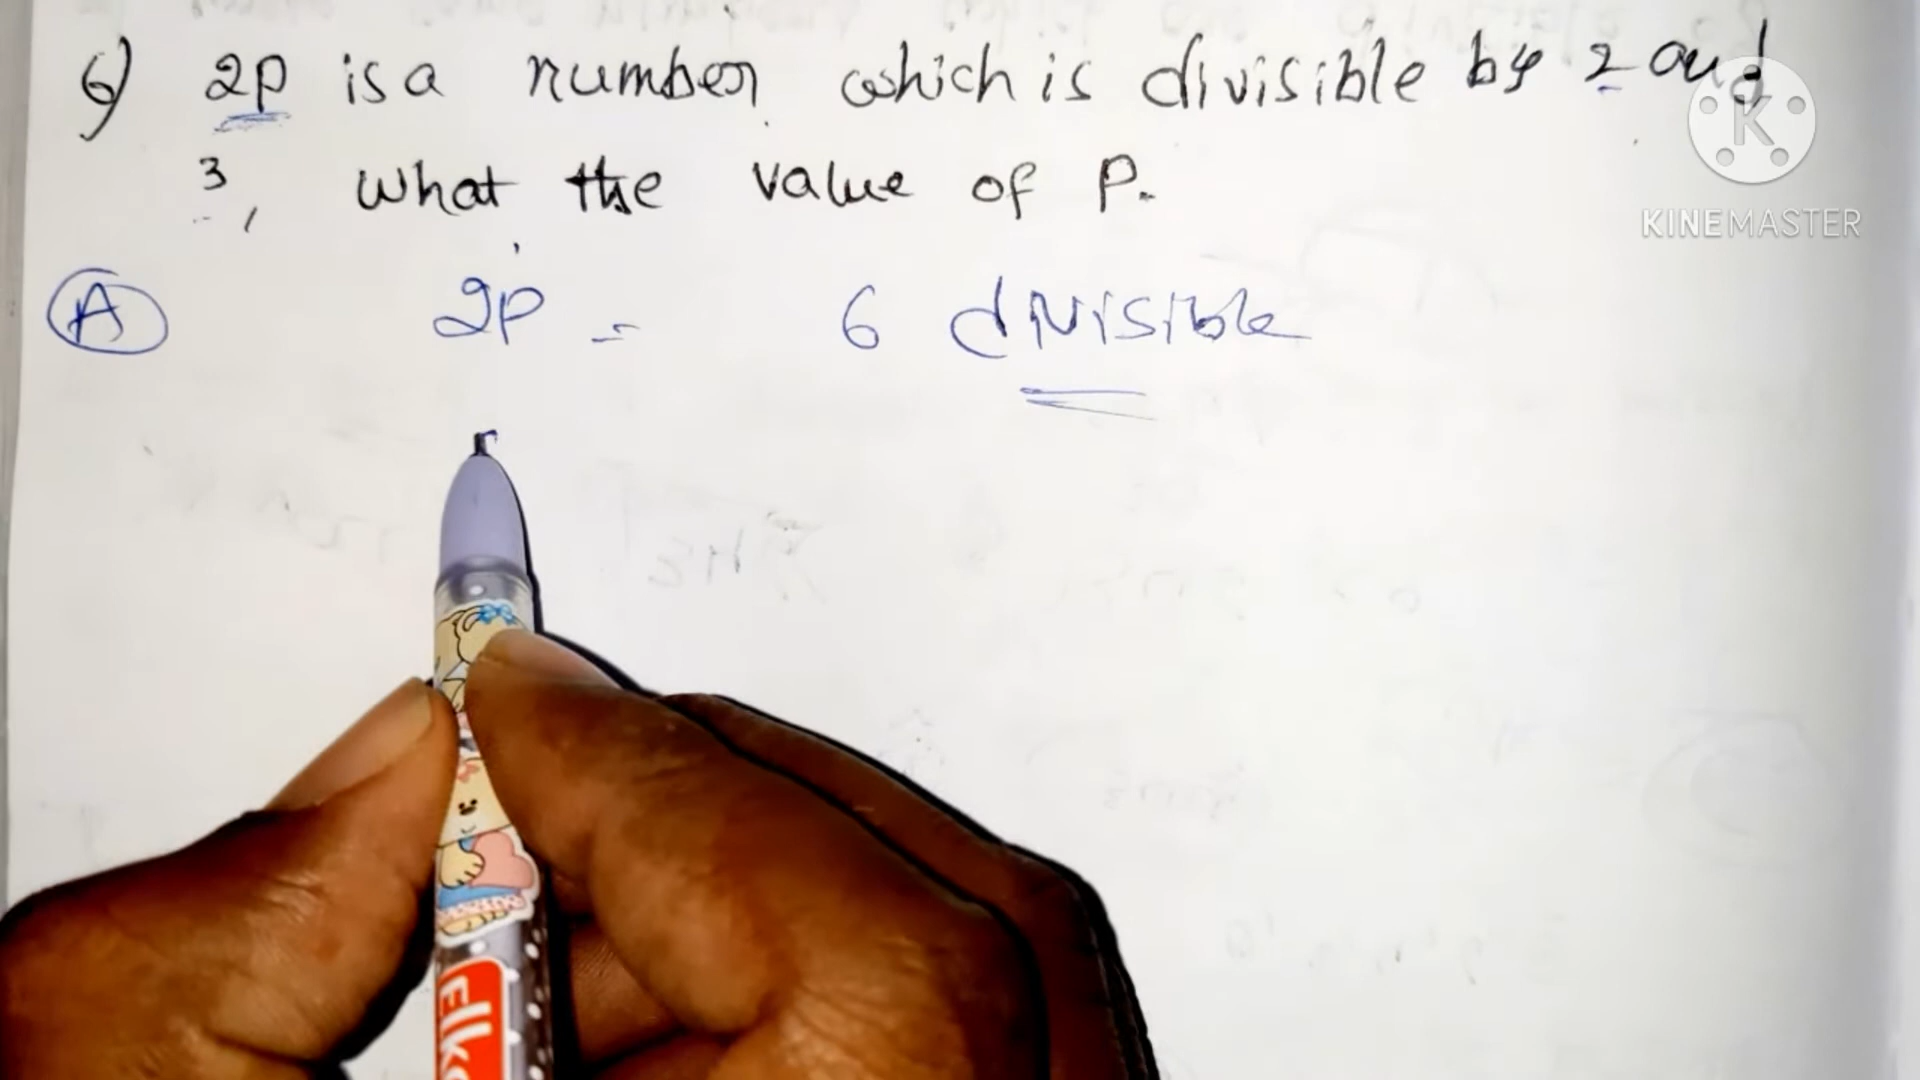 6) 2P is a number which is divisible by 2 and
3, What the value of P.
A 2P = 6 divisible
KINEMASTER
Elk